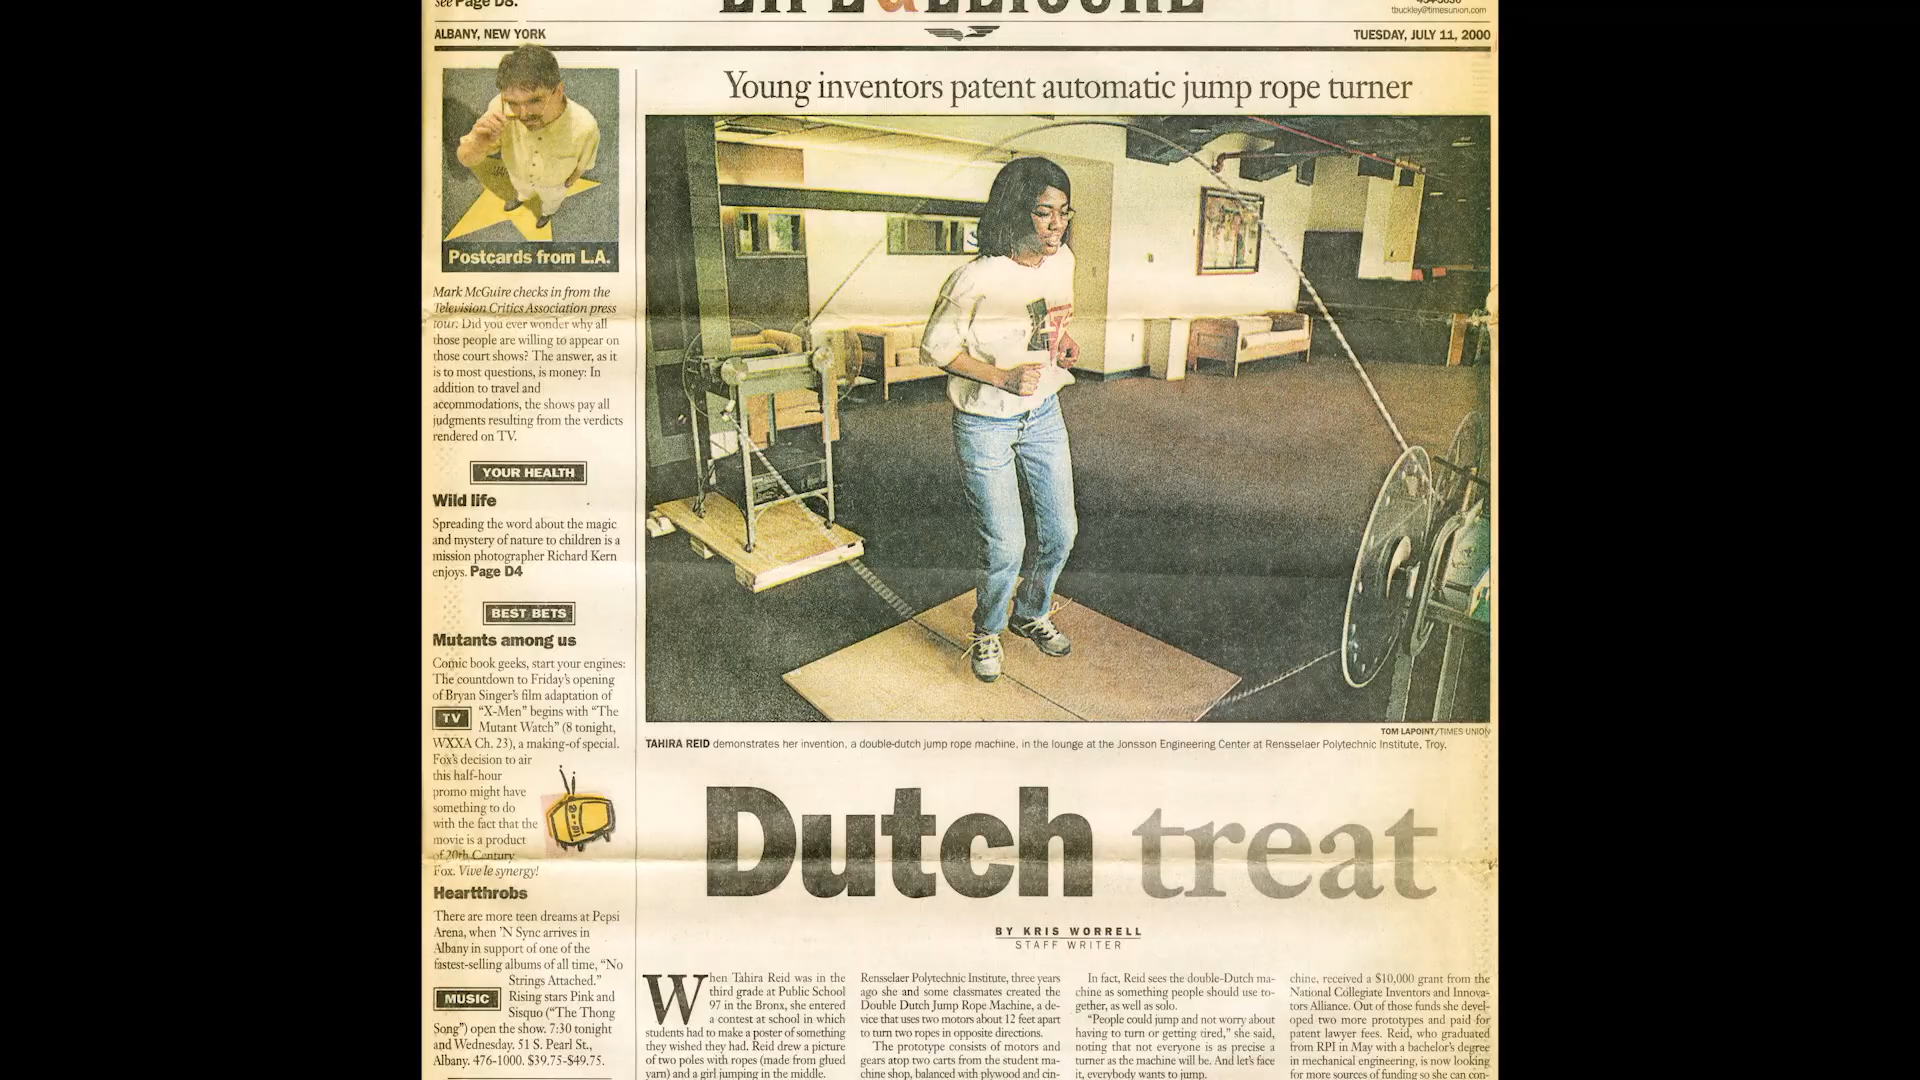 see Page D8.
LIFE&LEISURE
454-5636
tbuckley@timesunion.com
ALBANY, NEW YORK
TUESDAY, JULY 11, 2000
Postcards from L.A.
Mark McGuire checks in from the
Television Critics Association press
tour. Did you ever wonder why all
those people are willing to appear on
those court shows? The answer, as it
is to most questions, is money: In
addition to travel and
accommodations, the shows pay all
judgments resulting from the verdicts
rendered on TV.
YOUR HEALTH
Wild life
Spreading the word about the magic
and mystery of nature to children is a
mission photographer Richard Kern
enjoys. Page D4
BEST BETS
Mutants among us
Comic book geeks, start your engines:
The countdown to Friday's opening
of Bryan Singer's film adaptation of
TV
"X-Men" begins with "The
Mutant Watch" (8 tonight,
WXXA Ch. 23), a making-of special.
Fox's decision to air
this half-hour
promo might have
something to do
with the fact that the
movie is a product
of 20th Century
Fox. Vive le synergy!
Heartthrobs
There are more teen dreams at Pepsi
Arena, when 'N Sync arrives in
Albany in support of one of the
fastest-selling albums of all time, "No
Strings Attached."
MUSIC
Rising stars Pink and
Sisquo ("The Thong
Song") open the show. 7:30 tonight
and Wednesday. 51 S. Pearl St.,
Albany. 476-1000. $39.75-$49.75.
Young inventors patent automatic jump rope turner
TOM LAPOINT/TIMES UNION
TAHIRA REID demonstrates her invention, a double-dutch jump rope machine, in the lounge at the Jonsson Engineering Center at Rensselaer Polytechnic Institute, Troy.
Dutch treat
BY KRIS WORRELL
STAFF WRITER
When Tahira Reid was in the
third grade at Public School
97 in the Bronx, she entered
a contest at school in which
students had to make a poster of something
they wished they had. Reid drew a picture
of two poles with ropes (made from glued
yarn) and a girl jumping in the middle.
Rensselaer Polytechnic Institute, three years
ago she and some classmates created the
Double Dutch Jump Rope Machine, a de-
vice that uses two motors about 12 feet apart
to turn two ropes in opposite directions.
The prototype consists of motors and
gears atop two carts from the student ma-
chine shop, balanced with plywood and cin-
In fact, Reid sees the double-Dutch ma-
chine as something people should use to-
gether, as well as solo.
"People could jump and not worry about
having to turn or getting tired," she said,
noting that not everyone is as precise a
turner as the machine will be. And let's face
it, everybody wants to jump.
chine, received a $10,000 grant from the
National Collegiate Inventors and Innova-
tors Alliance. Out of those funds she devel-
oped two more prototypes and paid for
patent lawyer fees. Reid, who graduated
from RPI in May with a bachelor's degree
in mechanical engineering, is now looking
for more sources of funding so she can con-